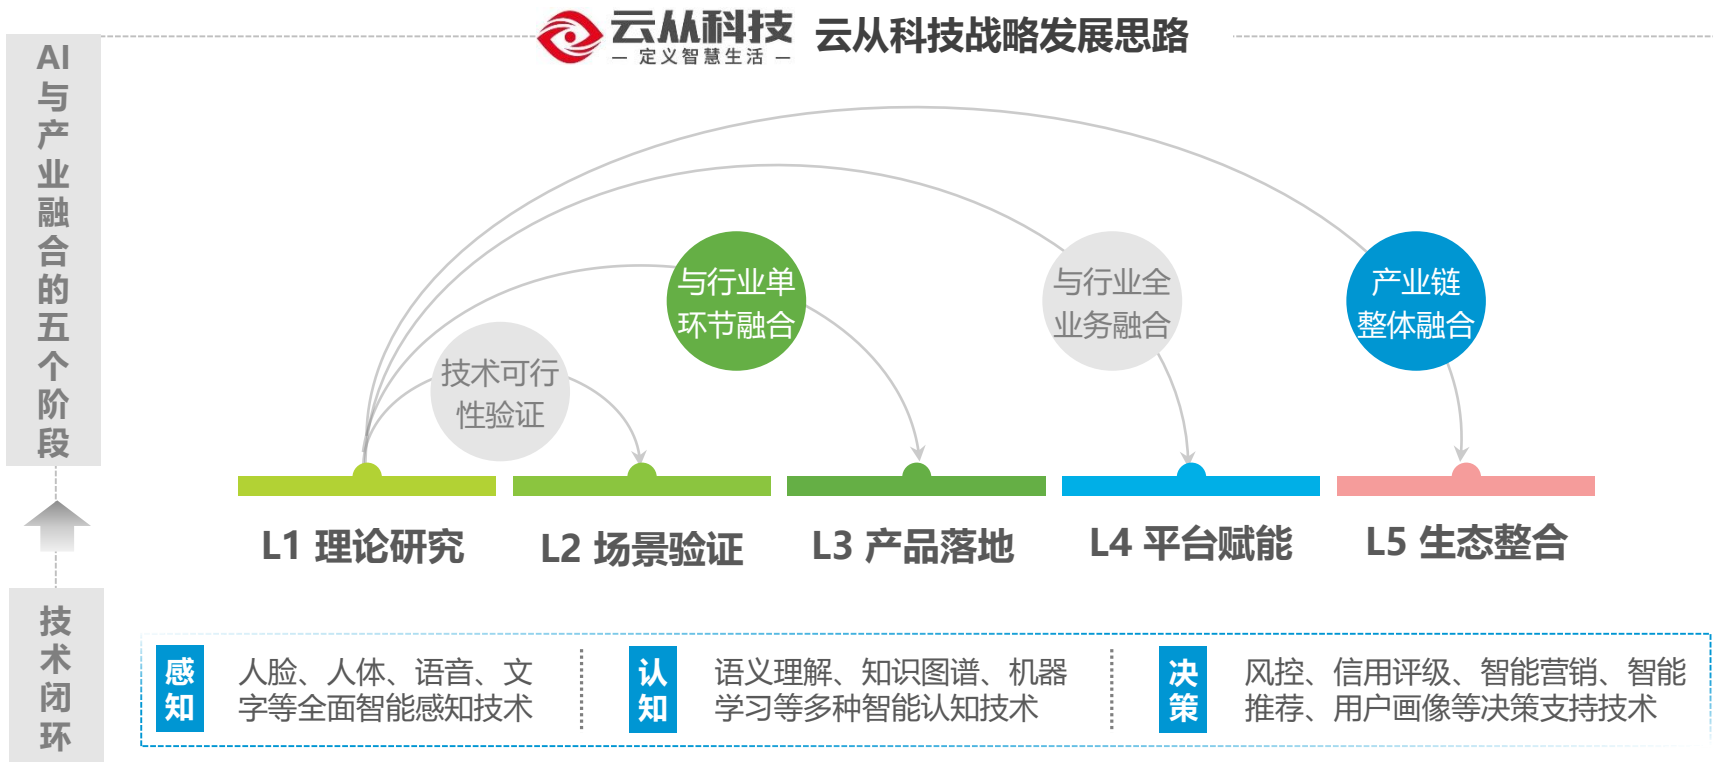 云从科技
定义智慧生活
云从科技战略发展思路
AI与产业融合的五个阶段
与行业单
环节融合
与行业全
业务融合
产业链
整体融合
技术可行
性验证
L1 理论研究
L2 场景验证
L3 产品落地
L4 平台赋能
L5 生态整合
技术闭环
感知
人脸、人体、语音、文
字等全面智能感知技术
认知
语义理解、知识图谱、机器
学习等多种智能认知技术
决策
风控、信用评级、智能营销、智能
推荐、用户画像等决策支持技术